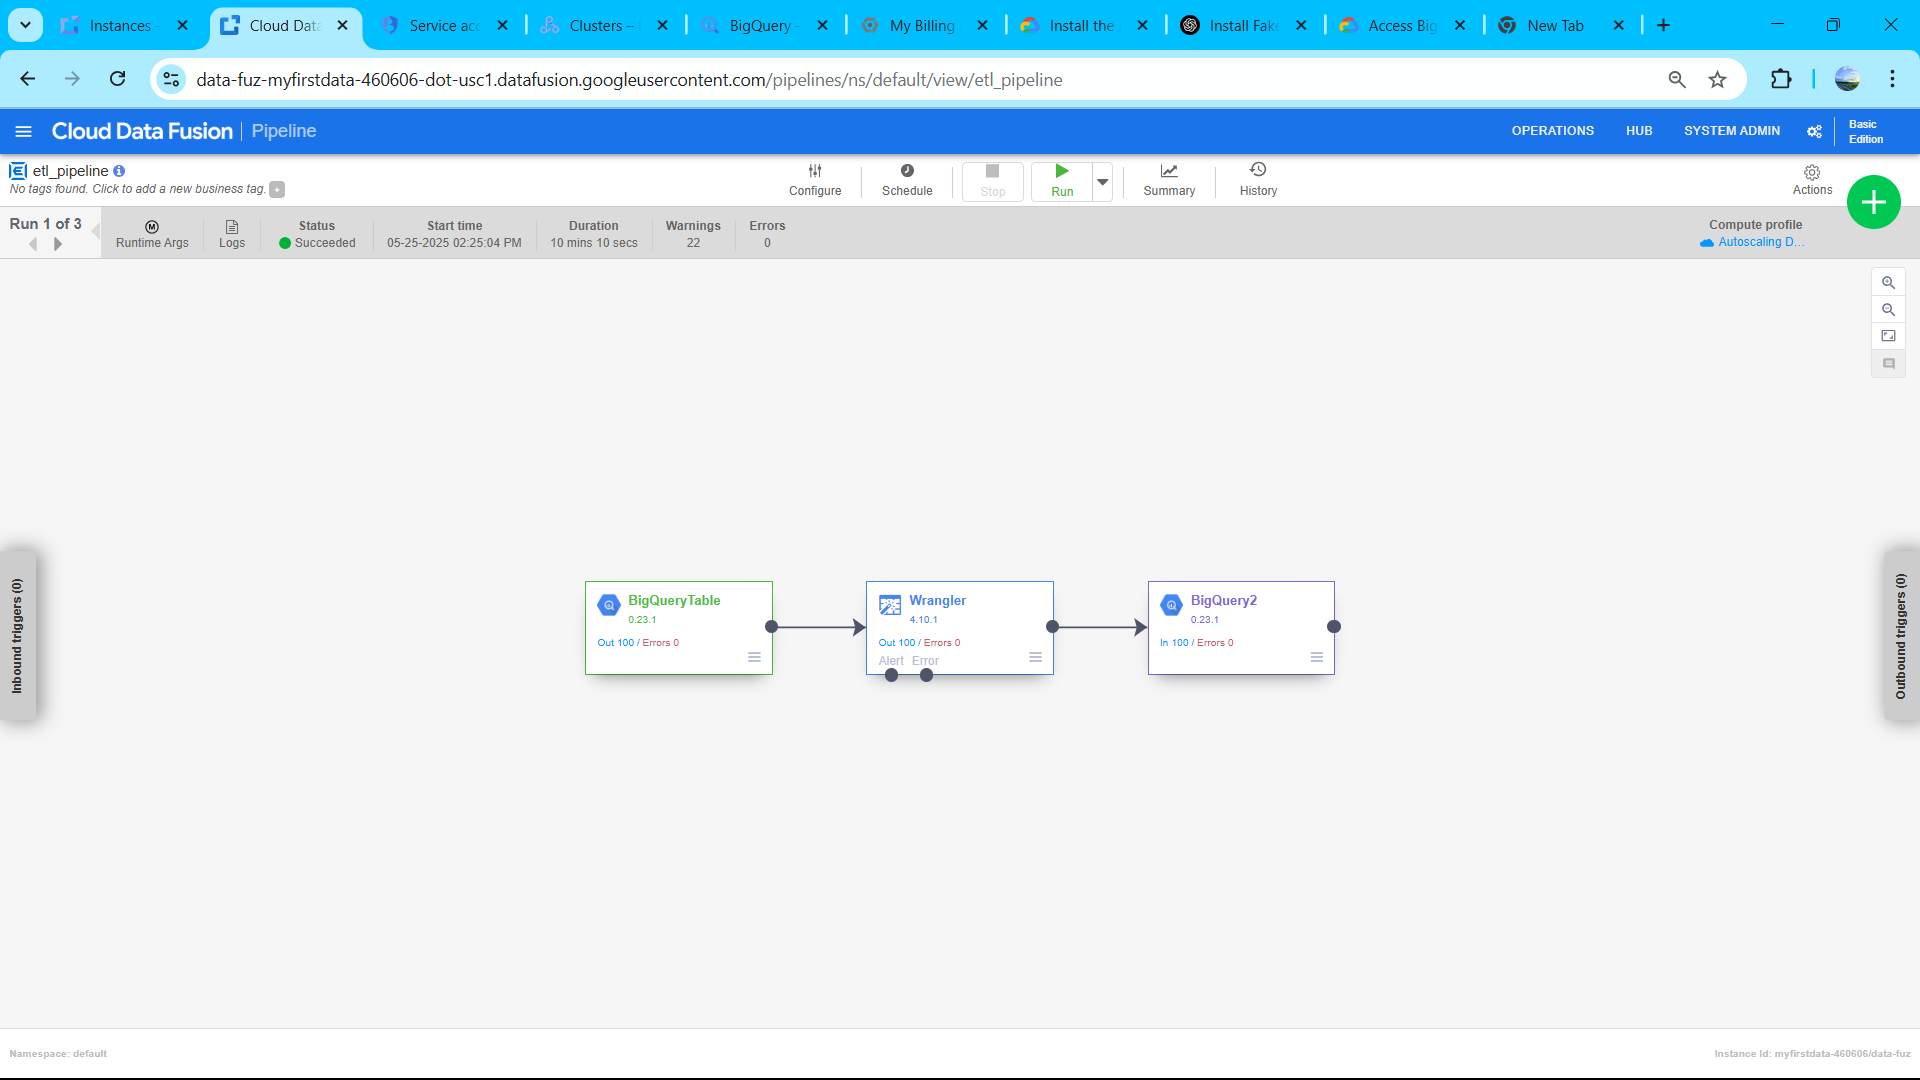 Instances -
Cloud Data
Service acc
Clusters –
BigQuery -
My Billing
Install the
Install Fake
Access Big
New Tab
data-fuz-myfirstdata-460606-dot-usc1.datafusion.googleusercontent.com/pipelines/ns/default/view/etl_pipeline
Cloud Data Fusion | Pipeline
OPERATIONS
HUB
SYSTEM ADMIN
Basic
Edition
etl_pipeline
No tags found. Click to add a new business tag.
Configure
Schedule
Stop
Run
Summary
History
Actions
Run 1 of 3
Runtime Args
Logs
Status
Succeeded
Start time
05-25-2025 02:25:04 PM
Duration
10 mins 10 secs
Warnings
22
Errors
0
Compute profile
Autoscaling D...
Inbound triggers (0)
BigQueryTable
0.23.1
Out 100 / Errors 0
Wrangler
4.10.1
Out 100 / Errors 0
Alert Error
BigQuery2
0.23.1
In 100 / Errors 0
Outbound triggers (0)
Namespace: default
Instance Id: myfirstdata-460606/data-fuz